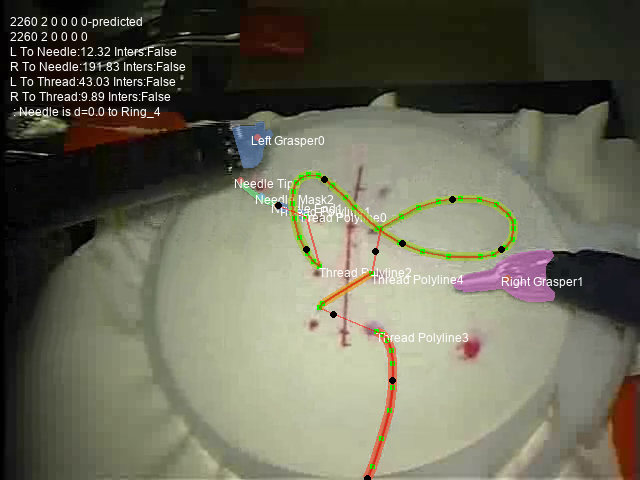 2260 2 0 0 0 0-predicted
2260 2 0 0 0 0
L To Needle:12.32 Inters:False
R To Needle:191.83 Inters:False
L To Thread:43.03 Inters:False
R To Thread:9.89 Inters:False
: Needle is d=0.0 to Ring_4
Left Grasper0
Needle Tip
Needle Mask2
Thread Polyline0
Thread Polyline2
Thread Polyline4
Right Grasper1
Thread Polyline3